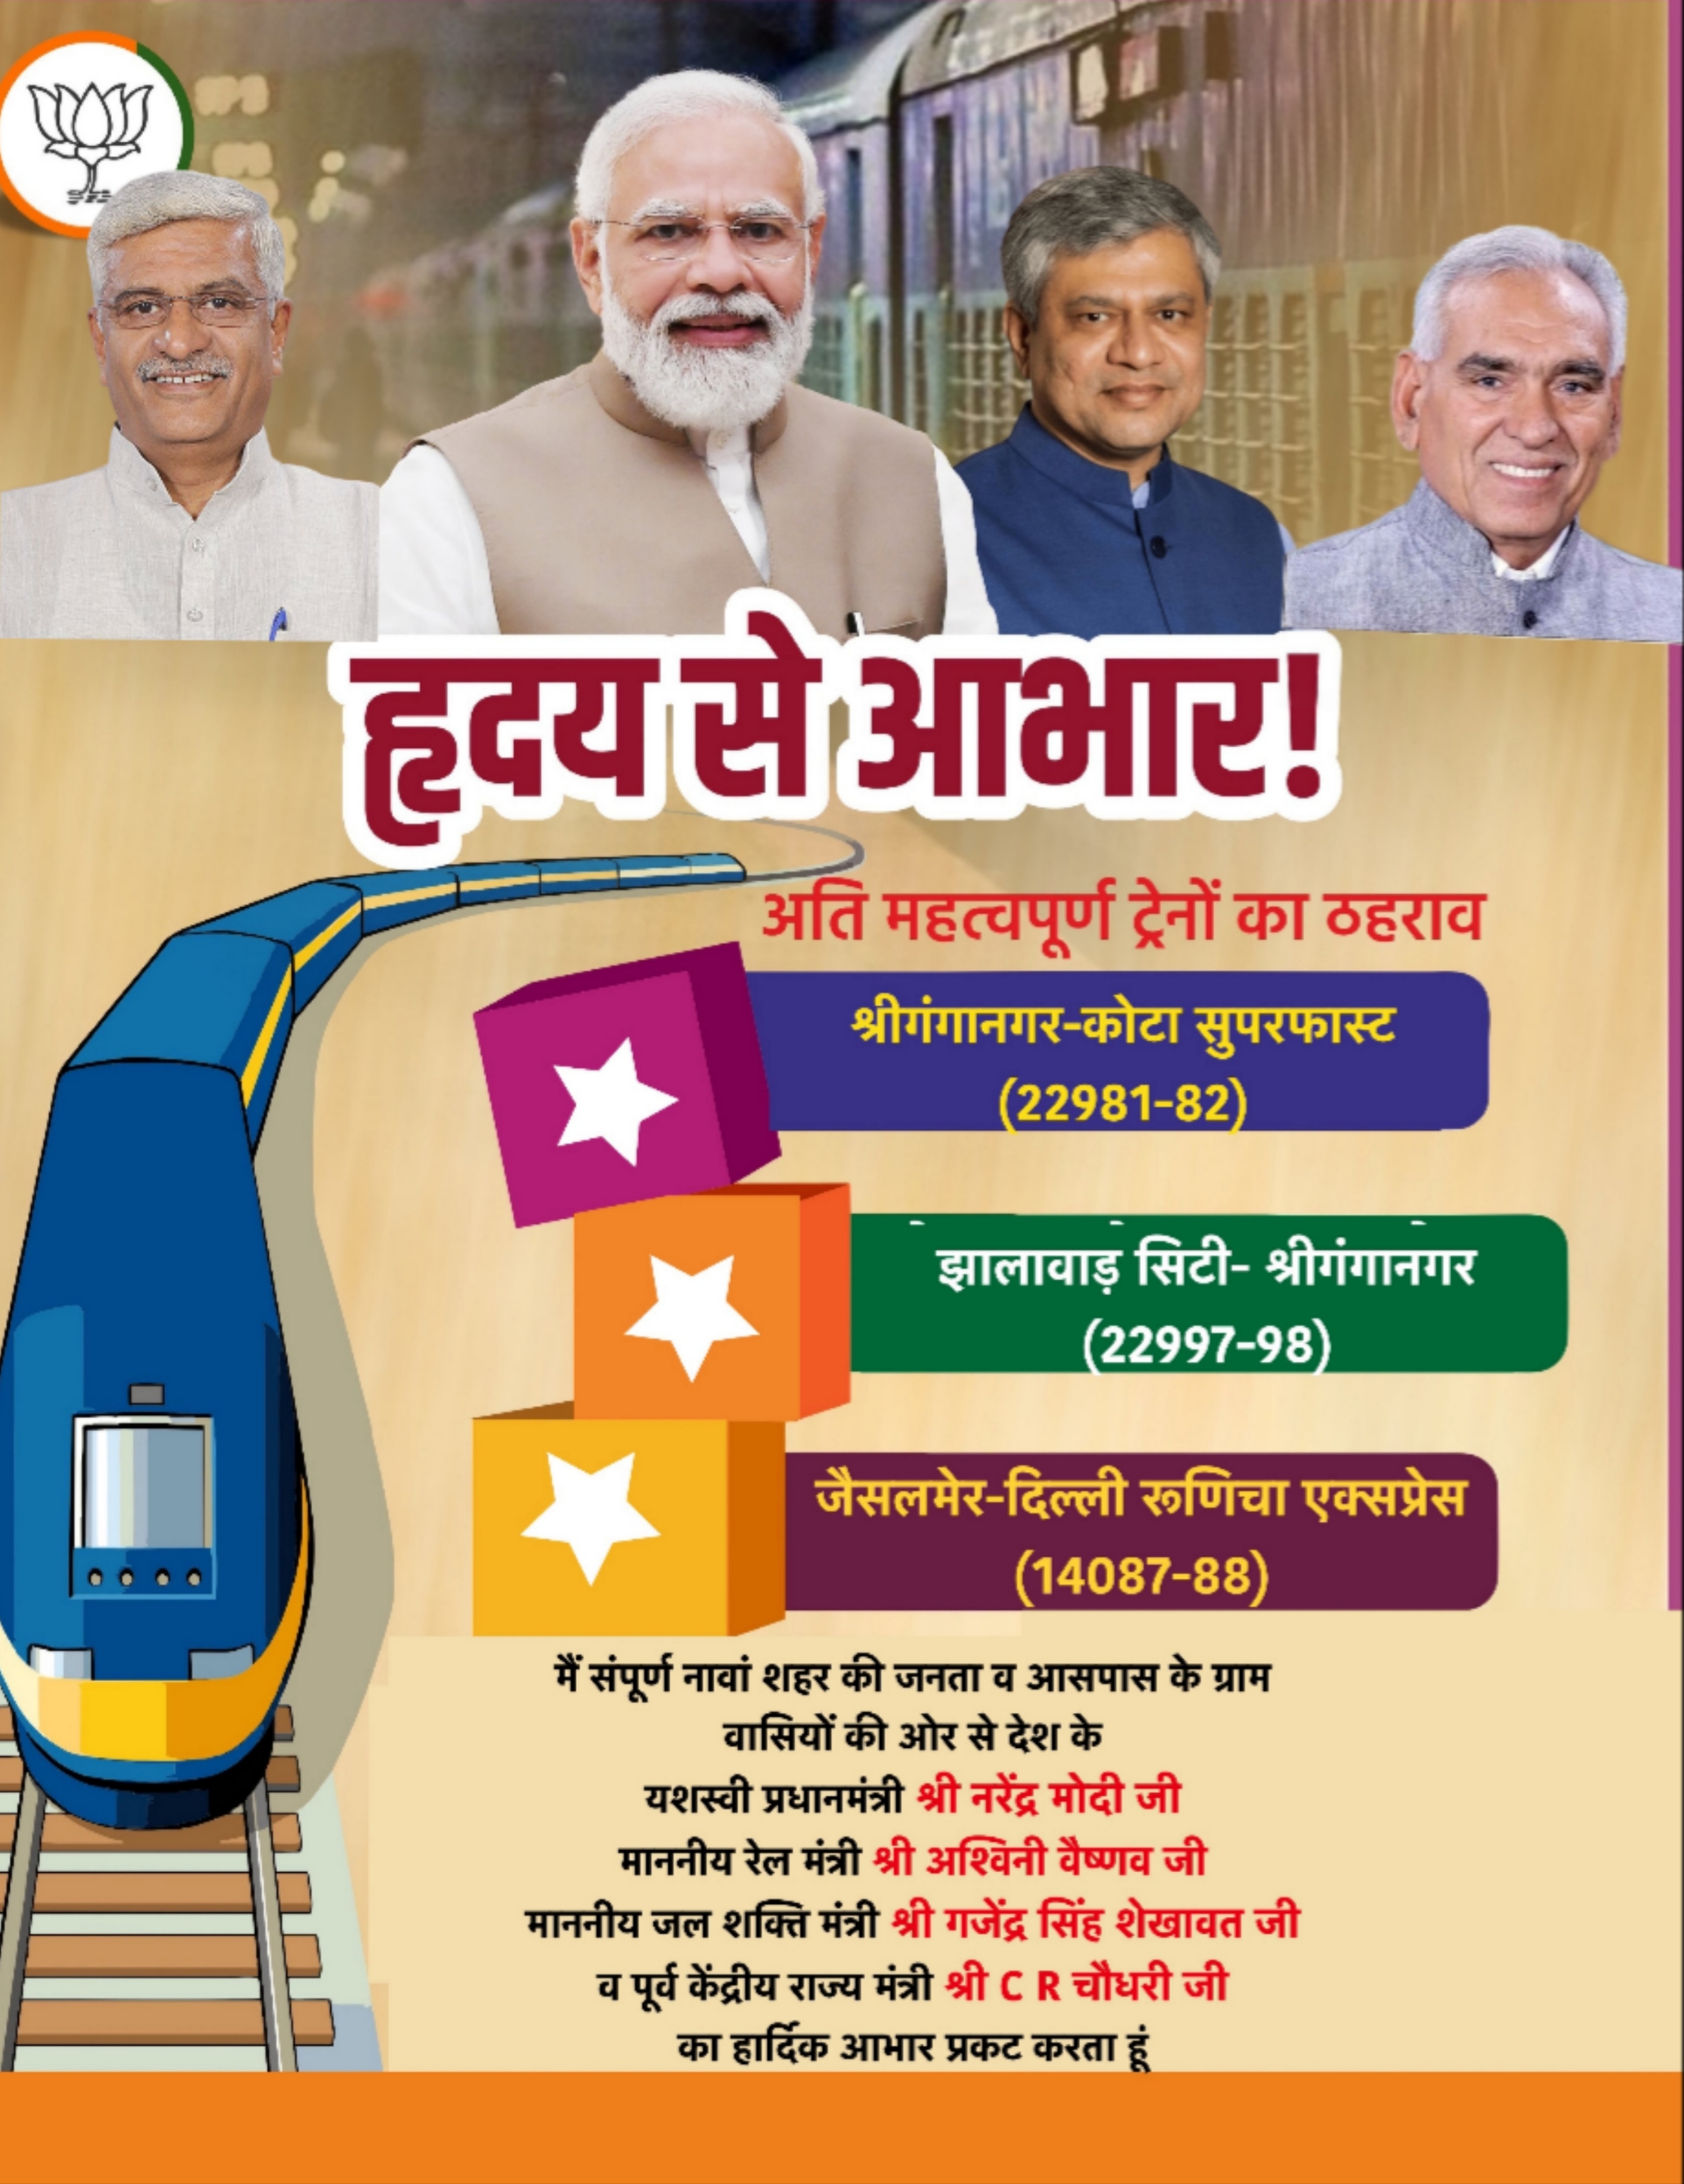 हृदय से आभार!
अति महत्वपूर्ण ट्रेनों का ठहराव
श्रीगंगानगर-कोटा सुपरफास्ट
(22981-82)
झालावाड़ सिटी- श्रीगंगानगर
(22997-98)
जैसलमेर-दिल्ली रूणिचा एक्सप्रेस
(14087-88)
मैं संपूर्ण नावां शहर की जनता व आसपास के ग्राम
वासियों की ओर से देश के
यशस्वी प्रधानमंत्री श्री नरेंद्र मोदी जी
माननीय रेल मंत्री श्री अश्विनी वैष्णव जी
माननीय जल शक्ति मंत्री श्री गजेंद्र सिंह शेखावत जी
व पूर्व केंद्रीय राज्य मंत्री श्री C R चौधरी जी
का हार्दिक आभार प्रकट करता हूं